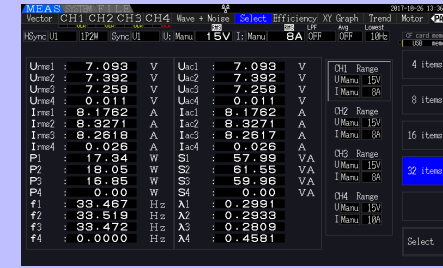 MEAS SYSTEM FILE 2017-10-26 13:36
Vector CH1 CH2 CH3 CH4 Wave + Noise Select Efficiency XY Graph Trend Motor
HSync U1 1P2W Sync U1 U: Manu 15V I: Manu 8A LPF OFF Avg OFF Lowest 10Hz
CF card mem
USB mem
Urms1 : 7.093 V Uac1 : 7.093 V
Urms2 : 7.392 V Uac2 : 7.392 V
Urms3 : 7.258 V Uac3 : 7.258 V
Urms4 : 0.011 V Uac4 : 0.011 V
Irms1 : 8.1762 A Iac1 : 8.1762 A
Irms2 : 8.3271 A Iac2 : 8.3271 A
Irms3 : 8.2618 A Iac3 : 8.2617 A
Irms4 : 0.026 A Iac4 : 0.026 A
P1 : 17.34 W S1 : 57.99 VA
P2 : 18.05 W S2 : 61.55 VA
P3 : 16.85 W S3 : 59.96 VA
P4 : 0.00 W S4 : 0.00 VA
f1 : 33.467 Hz λ1 : 0.2991
f2 : 33.519 Hz λ2 : 0.2933
f3 : 33.472 Hz λ3 : 0.2809
f4 : 0.0000 Hz λ4 : 0.4581
CH1 Range
U Manu 15V
I Manu 8A
CH2 Range
U Manu 15V
I Manu 8A
CH3 Range
U Manu 15V
I Manu 8A
CH4 Range
U Manu 15V
I Manu 10A
4 items
8 items
16 items
32 items
Select